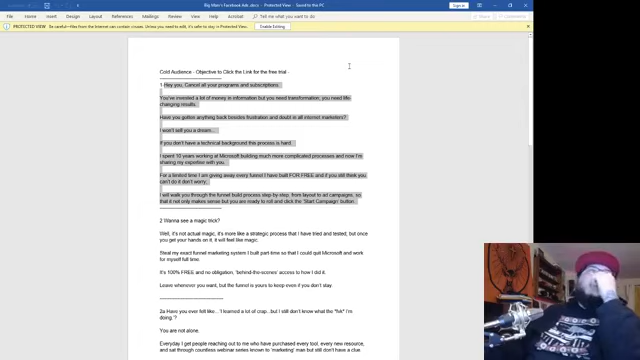 Big Men's Facebook Ads .docx - Protected View - Saved to this PC
Sign in
File Home Insert Design Layout References Mailings Review View Help Tell me what you want to do
PROTECTED VIEW Be careful—files from the Internet can contain viruses. Unless you need to edit, it's safer to stay in Protected View. Enable Editing
Cold Audience - Objective to Click the Link for the free trial -
1 Hey you, Cancel all your programs and subscriptions.
You've invested a lot of money in information but you need transformation; you need life
changing results.
Have you gotten anything back besides frustration and doubt in all internet marketers?
I won't sell you a dream...
If you don't have a technical background this process is hard.
I spent 10 years working at Microsoft building much more complicated processes and now I'm
sharing my expertise with you.
For a limited time I am giving away every funnel I have built FOR FREE and if you still think you
can't do it don't worry.
I will walk you through the funnel build process step-by-step, from layout to ad campaigns, so
that it not only makes sense but you are ready to roll and click the 'Start Campaign' button.
2 Wanna see a magic trick?
Well, it's not actual magic, it's more like a strategic process that I have tried and tested; but once
you get your hands on it, it will feel like magic.
Steal my exact funnel marketing system I built part-time so that I could quit Microsoft and work
for myself full time.
It's 100% FREE and no obligation, 'behind-the-scenes' access to how I did it.
Leave whenever you want, but the funnel is yours to keep even if you don't stay.
2a Have you ever felt like "I learned a lot of crap...but I still don't know what the "f#k" I'm
doing."?
You are not alone.
Everyday I get people reaching out to me who have purchased every tool, every new resource,
and sat through countless webinar series known to 'marketing' man-but still don't have a clue.